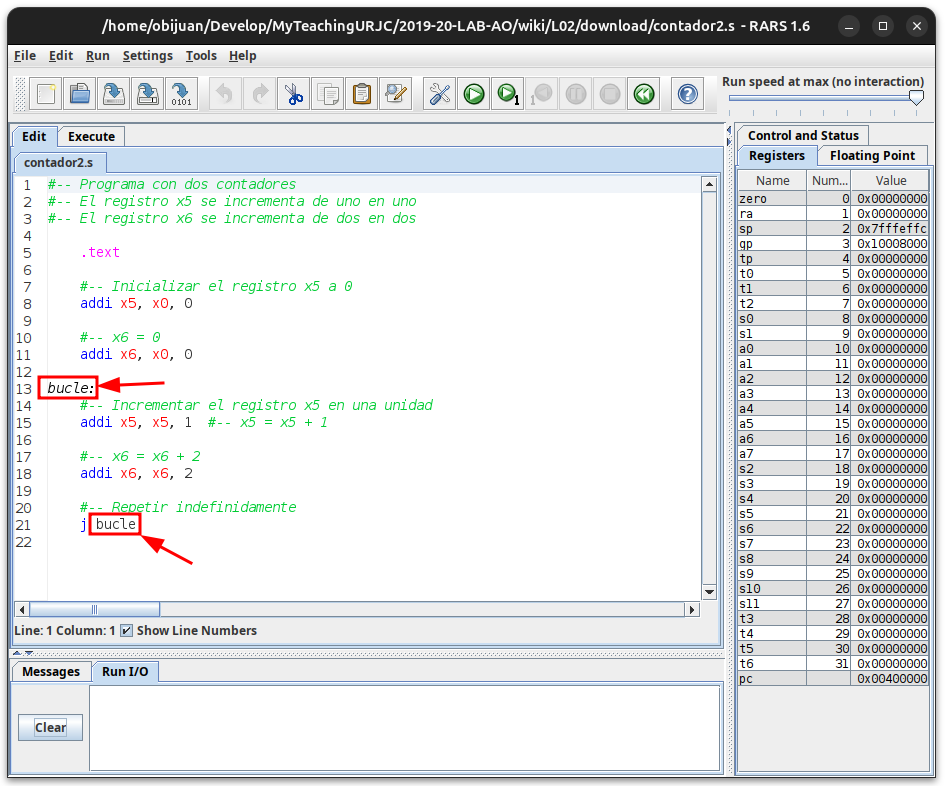 /home/obijuan/Develop/MyTeachingURJC/2019-20-LAB-AO/wiki/L02/download/contador2.s - RARS 1.6
File Edit Run Settings Tools Help
0101
1
1
Run speed at max (no interaction)
Edit Execute
contador2.s
1 #-- Programa con dos contadores
2 #-- El registro x5 se incrementa de uno en uno
3 #-- El registro x6 se incrementa de dos en dos
4
5 .text
6
7 #-- Inicializar el registro x5 a 0
8 addi x5, x0, 0
9
10 #-- x6 = 0
11 addi x6, x0, 0
12
13 bucle:
14 #-- Incrementar el registro x5 en una unidad
15 addi x5, x5, 1 #-- x5 = x5 + 1
16
17 #-- x6 = x6 + 2
18 addi x6, x6, 2
19
20 #-- Repetir indefinidamente
21 j bucle
22
Line: 1 Column: 1 Show Line Numbers
Messages Run I/O
Clear
Control and Status
Registers Floating Point
Name Num... Value
zero 0 0x00000000
ra 1 0x00000000
sp 2 0x7fffeffc
gp 3 0x10008000
tp 4 0x00000000
t0 5 0x00000000
t1 6 0x00000000
t2 7 0x00000000
s0 8 0x00000000
s1 9 0x00000000
a0 10 0x00000000
a1 11 0x00000000
a2 12 0x00000000
a3 13 0x00000000
a4 14 0x00000000
a5 15 0x00000000
a6 16 0x00000000
a7 17 0x00000000
s2 18 0x00000000
s3 19 0x00000000
s4 20 0x00000000
s5 21 0x00000000
s6 22 0x00000000
s7 23 0x00000000
s8 24 0x00000000
s9 25 0x00000000
s10 26 0x00000000
s11 27 0x00000000
t3 28 0x00000000
t4 29 0x00000000
t5 30 0x00000000
t6 31 0x00000000
pc 0x00400000